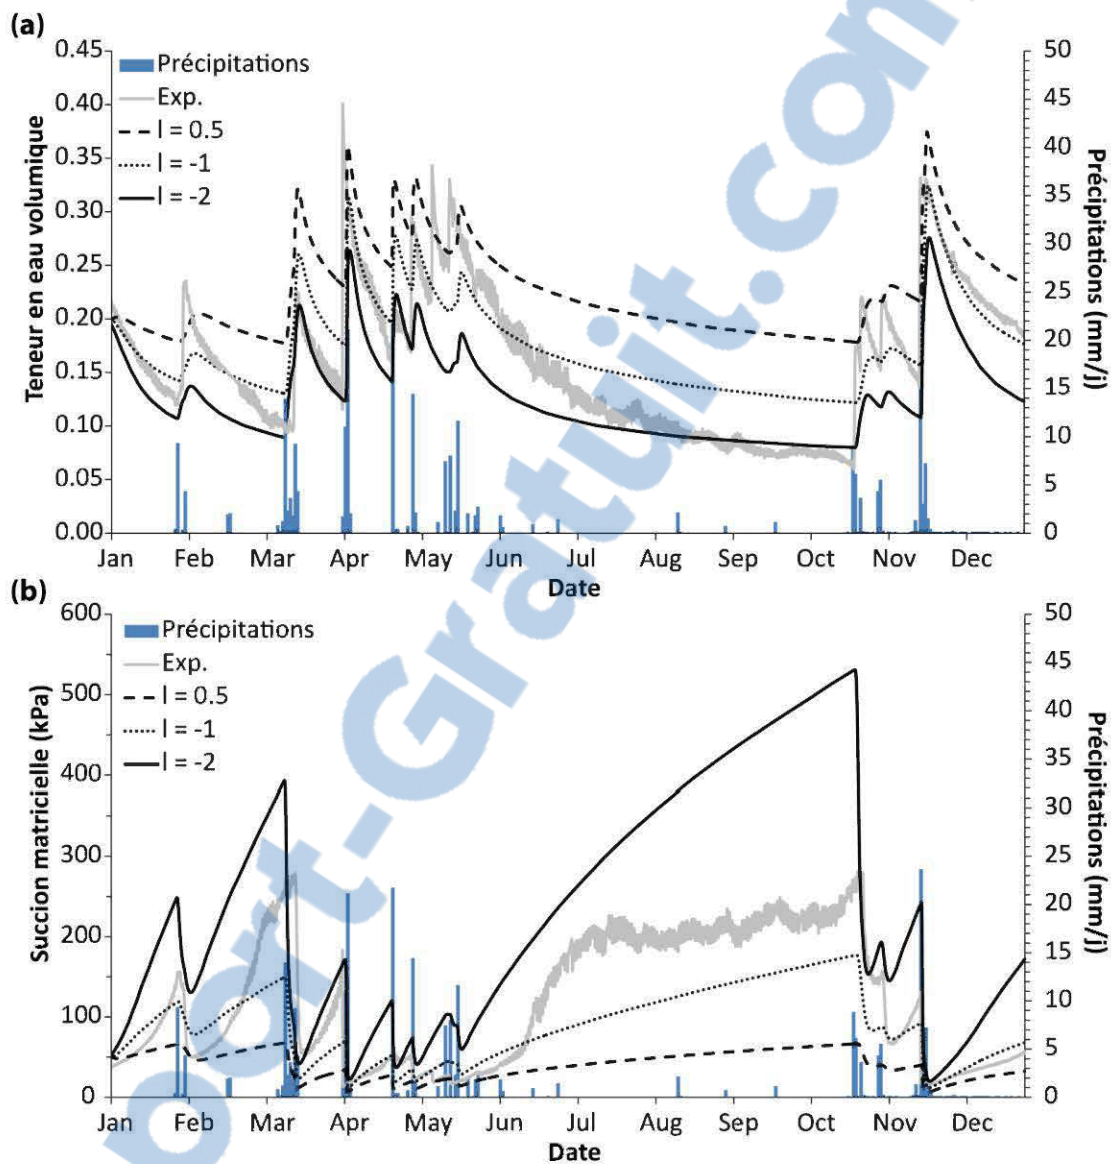 (a)
0.45
0.40
0.35
0.30
0.25
0.20
0.15
0.10
0.05
0.00
Teneur en eau volumique
Précipitations
Exp.
l = 0.5
l = -1
l = -2
50
45
40
35
30
25
20
15
10
5
0
Précipitations (mm/j)
Jan Feb Mar Apr May Jun Jul Aug Sep Oct Nov Dec
Date
(b)
600
500
400
300
200
100
0
Succion matricielle (kPa)
Précipitations
Exp.
l = 0.5
l = -1
l = -2
50
45
40
35
30
25
20
15
10
5
0
Précipitations (mm/j)
Jan Feb Mar Apr May Jun Jul Aug Sep Oct Nov Dec
Date
port-Gratuit.com